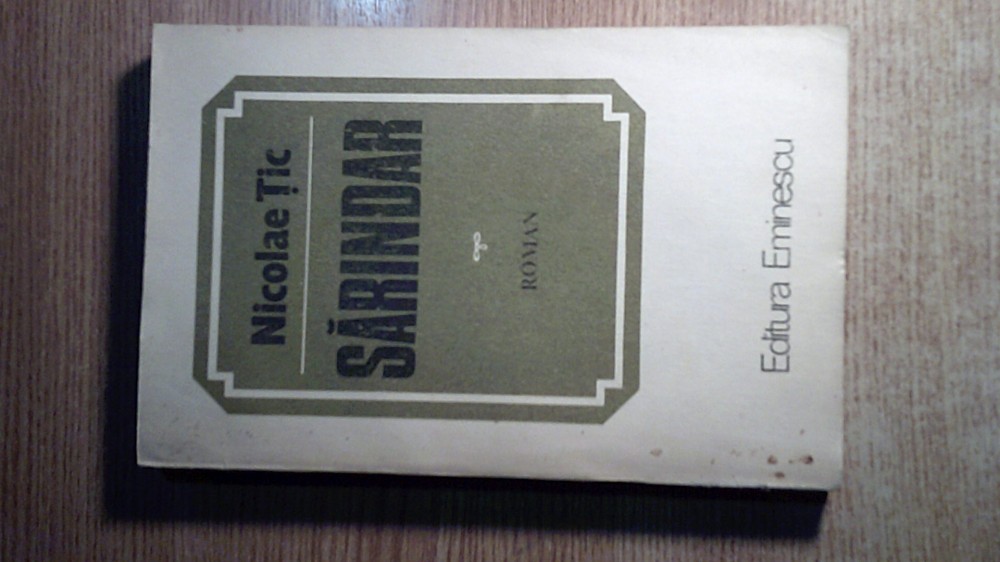 Nicolae Țic
SĂRINDAR
ROMAN
Editura Eminescu